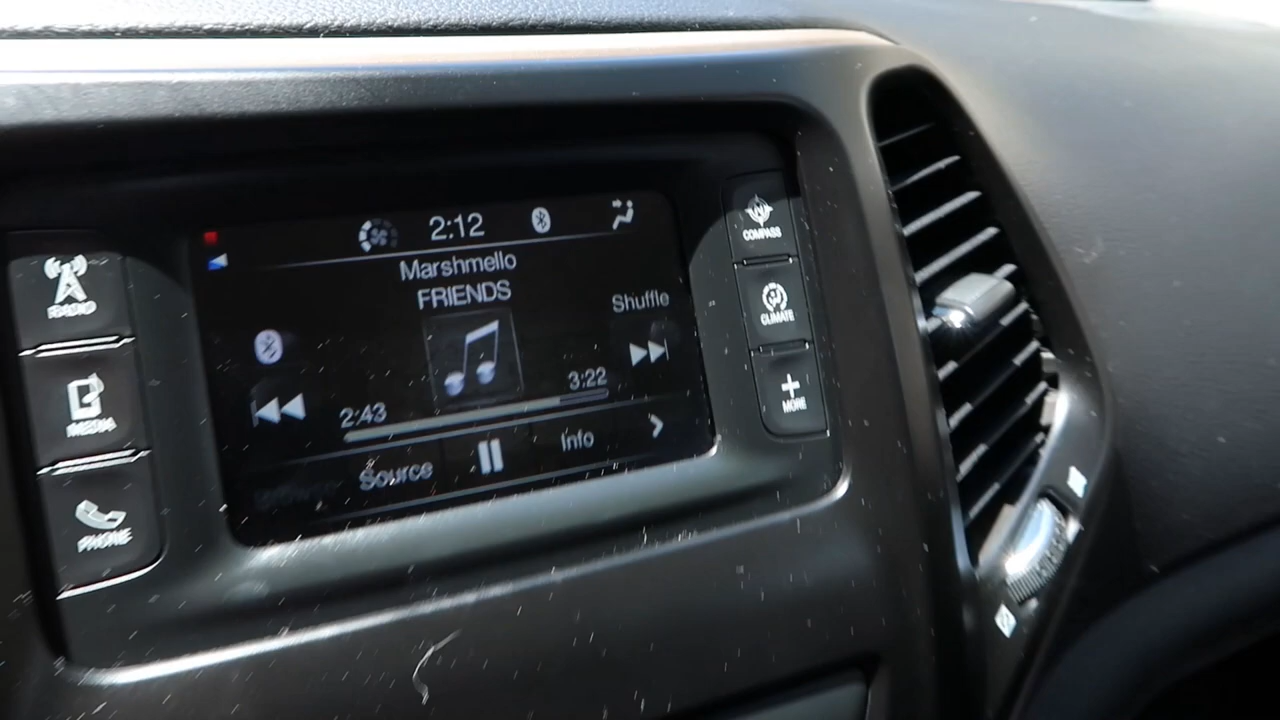 2:12
Marshmello
FRIENDS
Shuffle
2:43
3:22
Source
Info
RADIO
MEDIA
PHONE
COMPASS
CLIMATE
MORE